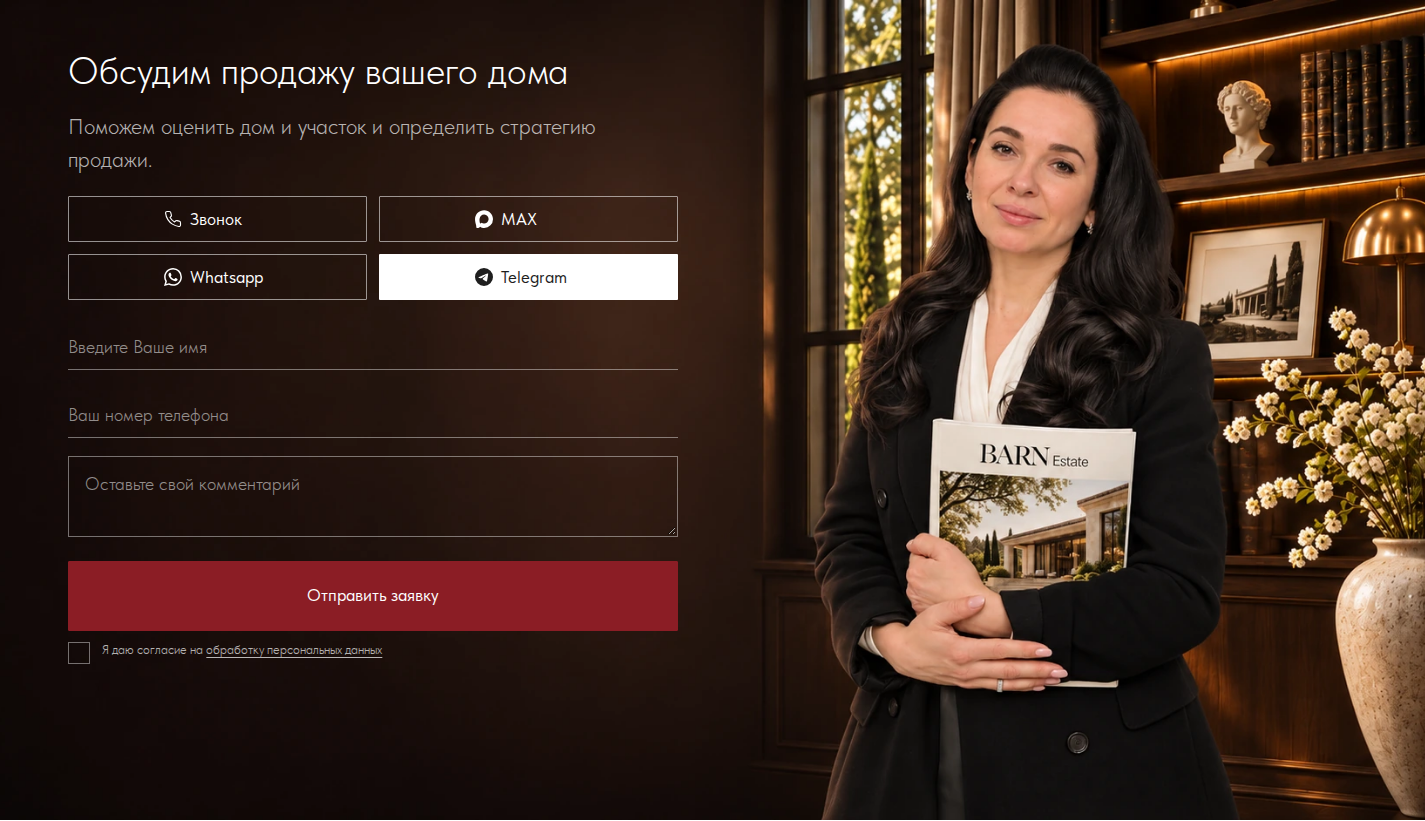 Обсудим продажу вашего дома
Поможем оценить дом и участок и определить стратегию
продажи.
Звонок
MAX
Whatsapp
Telegram
Введите Ваше имя
Ваш номер телефона
Оставьте свой комментарий
Отправить заявку
Я даю согласие на обработку персональных данных
BARN Estate